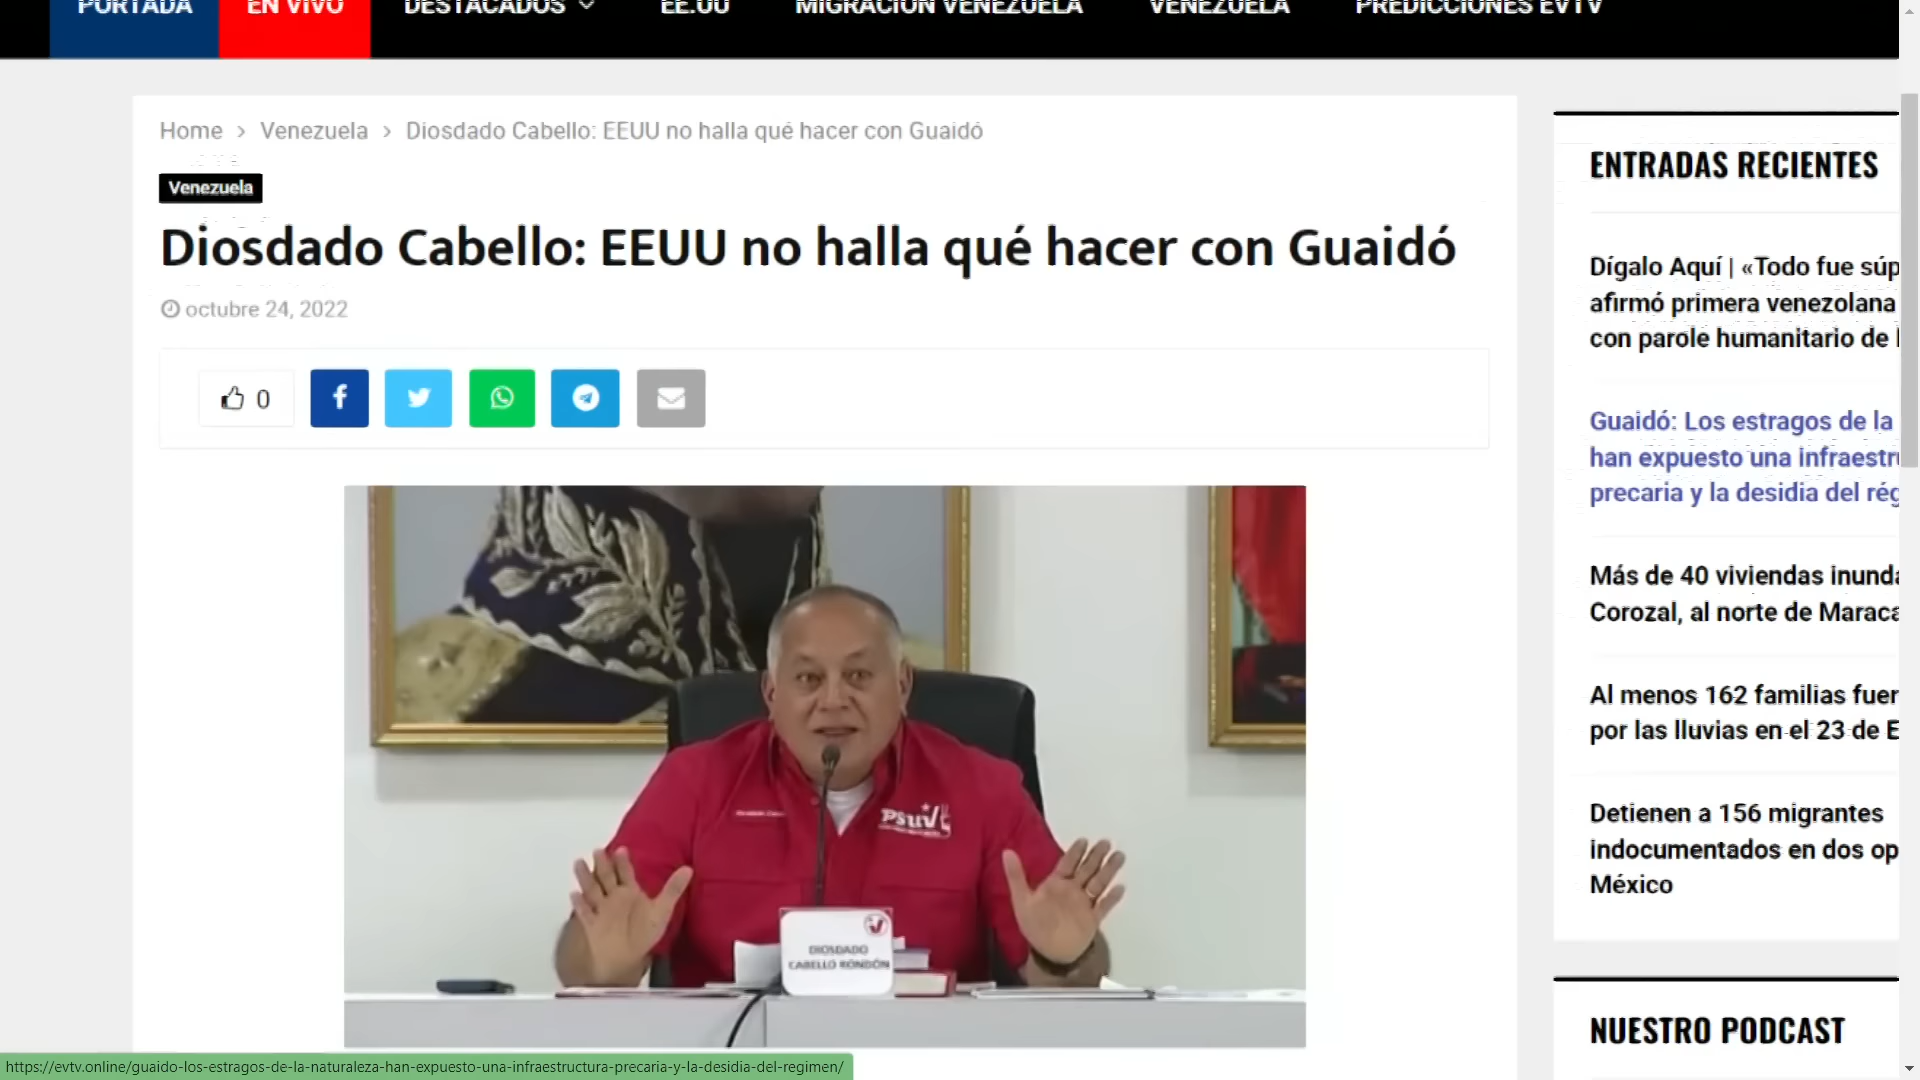 PORTADA
EN VIVO
DESTACADOS
EE.UU
MIGRACIÓN VENEZUELA
VENEZUELA
PREDICCIONES EVTV
Home > Venezuela > Diosdado Cabello: EEUU no halla qué hacer con Guaidó
Venezuela
Diosdado Cabello: EEUU no halla qué hacer con Guaidó
octubre 24, 2022
0
PSUV
DIOSDADO
CABELLO RONDÓN
ENTRADAS RECIENTES
Dígalo Aquí | «Todo fue súp
afirmó primera venezolana
con parole humanitario de
Guaidó: Los estragos de la
han expuesto una infraestru
precaria y la desidia del rég
Más de 40 viviendas inunda
Corozal, al norte de Maraca
Al menos 162 familias fuer
por las lluvias en el 23 de E
Detienen a 156 migrantes
indocumentados en dos op
México
NUESTRO PODCAST
https://evtv.online/guaido-los-estragos-de-la-naturaleza-han-expuesto-una-infraestructura-precaria-y-la-desidia-del-regimen/